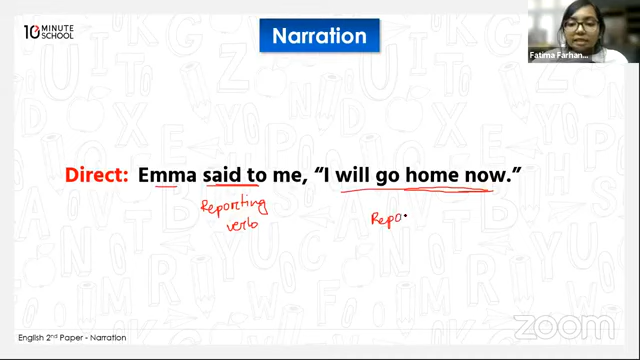 10 MINUTE
SCHOOL
Narration
Fatima Farhan...
Direct: Emma said to me, “I will go home now.”
Reporting
verb
Repo
English 2nd Paper - Narration
zoom